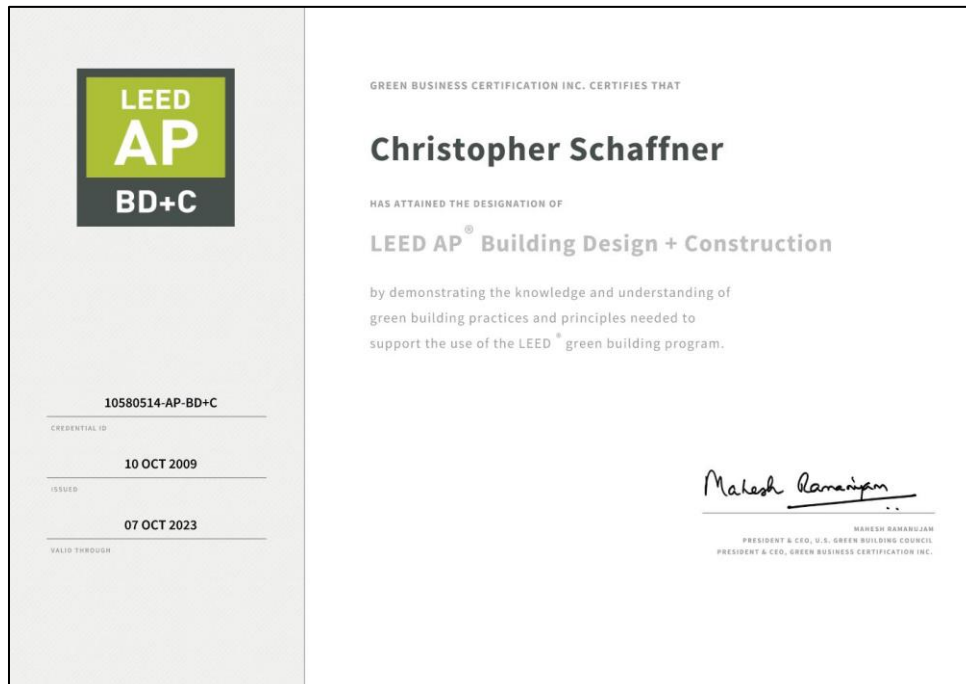 LEED
AP
BD+C
10580514-AP-BD+C
CREDENTIAL ID
10 OCT 2009
ISSUED
07 OCT 2023
VALID THROUGH
GREEN BUSINESS CERTIFICATION INC. CERTIFIES THAT
Christopher Schaffner
HAS ATTAINED THE DESIGNATION OF
LEED AP® Building Design + Construction
by demonstrating the knowledge and understanding of
green building practices and principles needed to
support the use of the LEED® green building program.
Mahesh Ramanujam
MAHESH RAMANUJAM
PRESIDENT & CEO, U.S. GREEN BUILDING COUNCIL
PRESIDENT & CEO, GREEN BUSINESS CERTIFICATION INC.